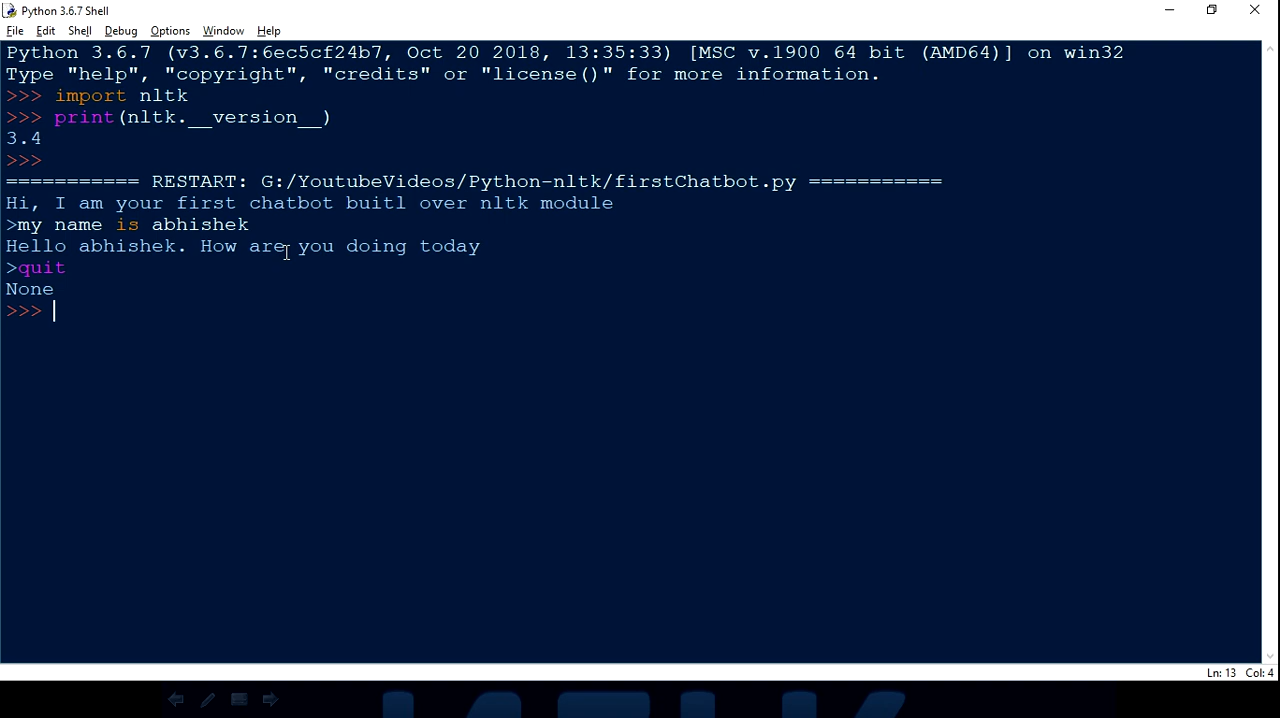 Python 3.6.7 Shell
File Edit Shell Debug Options Window Help
Python 3.6.7 (v3.6.7:6ec5cf24b7, Oct 20 2018, 13:35:33) [MSC v.1900 64 bit (AMD64)] on win32
Type "help", "copyright", "credits" or "license()" for more information.
>>> import nltk
>>> print(nltk.__version__)
3.4
>>>
=========== RESTART: G:/YoutubeVideos/Python-nltk/firstChatbot.py ===========
Hi, I am your first chatbot buitl over nltk module
>my name is abhishek
Hello abhishek. How are you doing today
>quit
None
>>>
Ln: 13 Col: 4